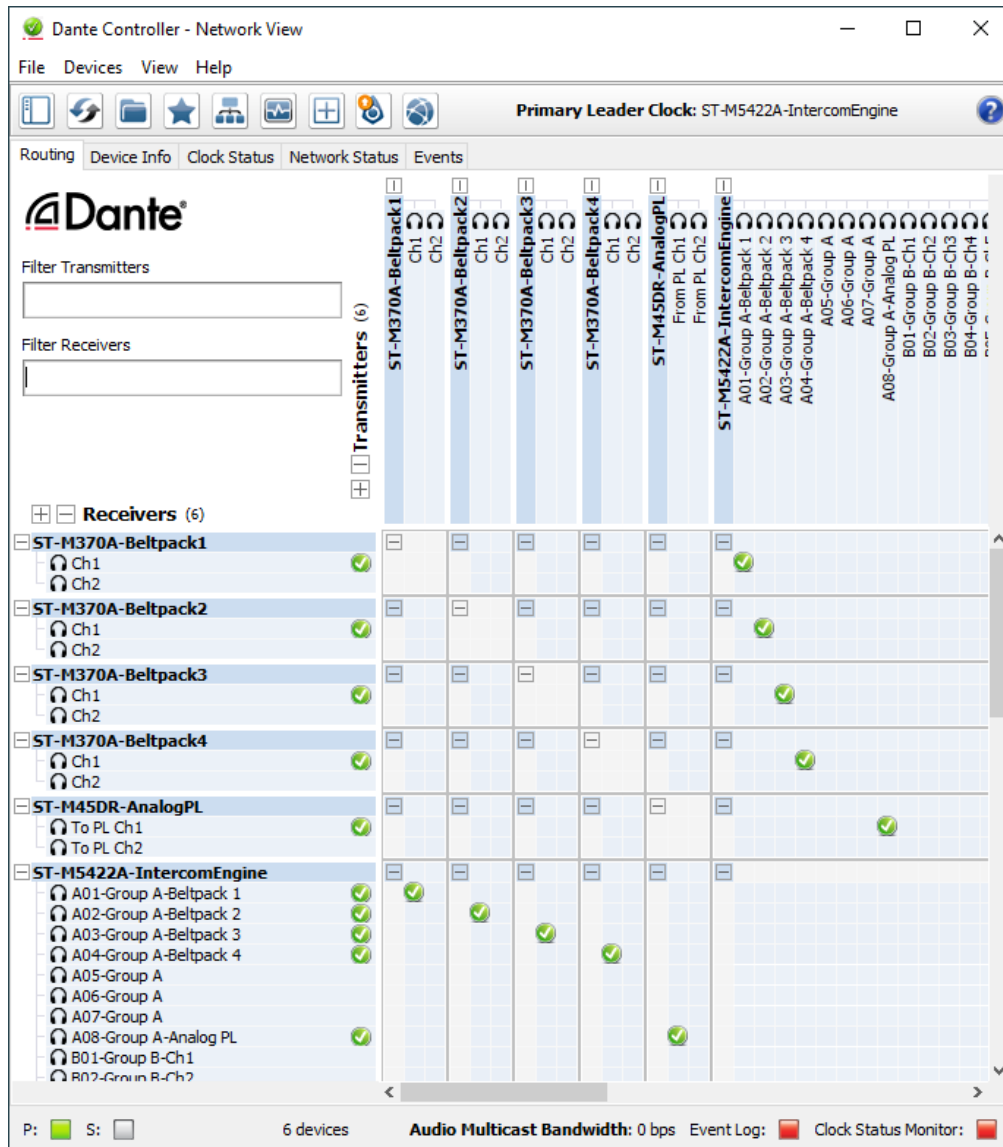 Dante Controller - Network View
File Devices View Help
Primary Leader Clock: ST-M5422A-IntercomEngine
Routing Device Info Clock Status Network Status Events
Dante®
Filter Transmitters
Filter Receivers
Transmitters (6)
ST-M370A-Beltpack1
Ch1
Ch2
ST-M370A-Beltpack2
Ch1
Ch2
ST-M370A-Beltpack3
Ch1
Ch2
ST-M370A-Beltpack4
Ch1
Ch2
ST-M45DR-AnalogPL
From PL Ch1
From PL Ch2
ST-M5422A-IntercomEngine
A01-Group A-Beltpack 1
A02-Group A-Beltpack 2
A03-Group A-Beltpack 3
A04-Group A-Beltpack 4
A05-Group A
A06-Group A
A07-Group A
A08-Group A-Analog PL
B01-Group B-Ch1
B02-Group B-Ch2
B03-Group B-Ch3
B04-Group B-Ch4
Receivers (6)
ST-M370A-Beltpack1
Ch1
Ch2
ST-M370A-Beltpack2
Ch1
Ch2
ST-M370A-Beltpack3
Ch1
Ch2
ST-M370A-Beltpack4
Ch1
Ch2
ST-M45DR-AnalogPL
To PL Ch1
To PL Ch2
ST-M5422A-IntercomEngine
A01-Group A-Beltpack 1
A02-Group A-Beltpack 2
A03-Group A-Beltpack 3
A04-Group A-Beltpack 4
A05-Group A
A06-Group A
A07-Group A
A08-Group A-Analog PL
B01-Group B-Ch1
B02-Group B-Ch2
P: S: 6 devices Audio Multicast Bandwidth: 0 bps Event Log: Clock Status Monitor: